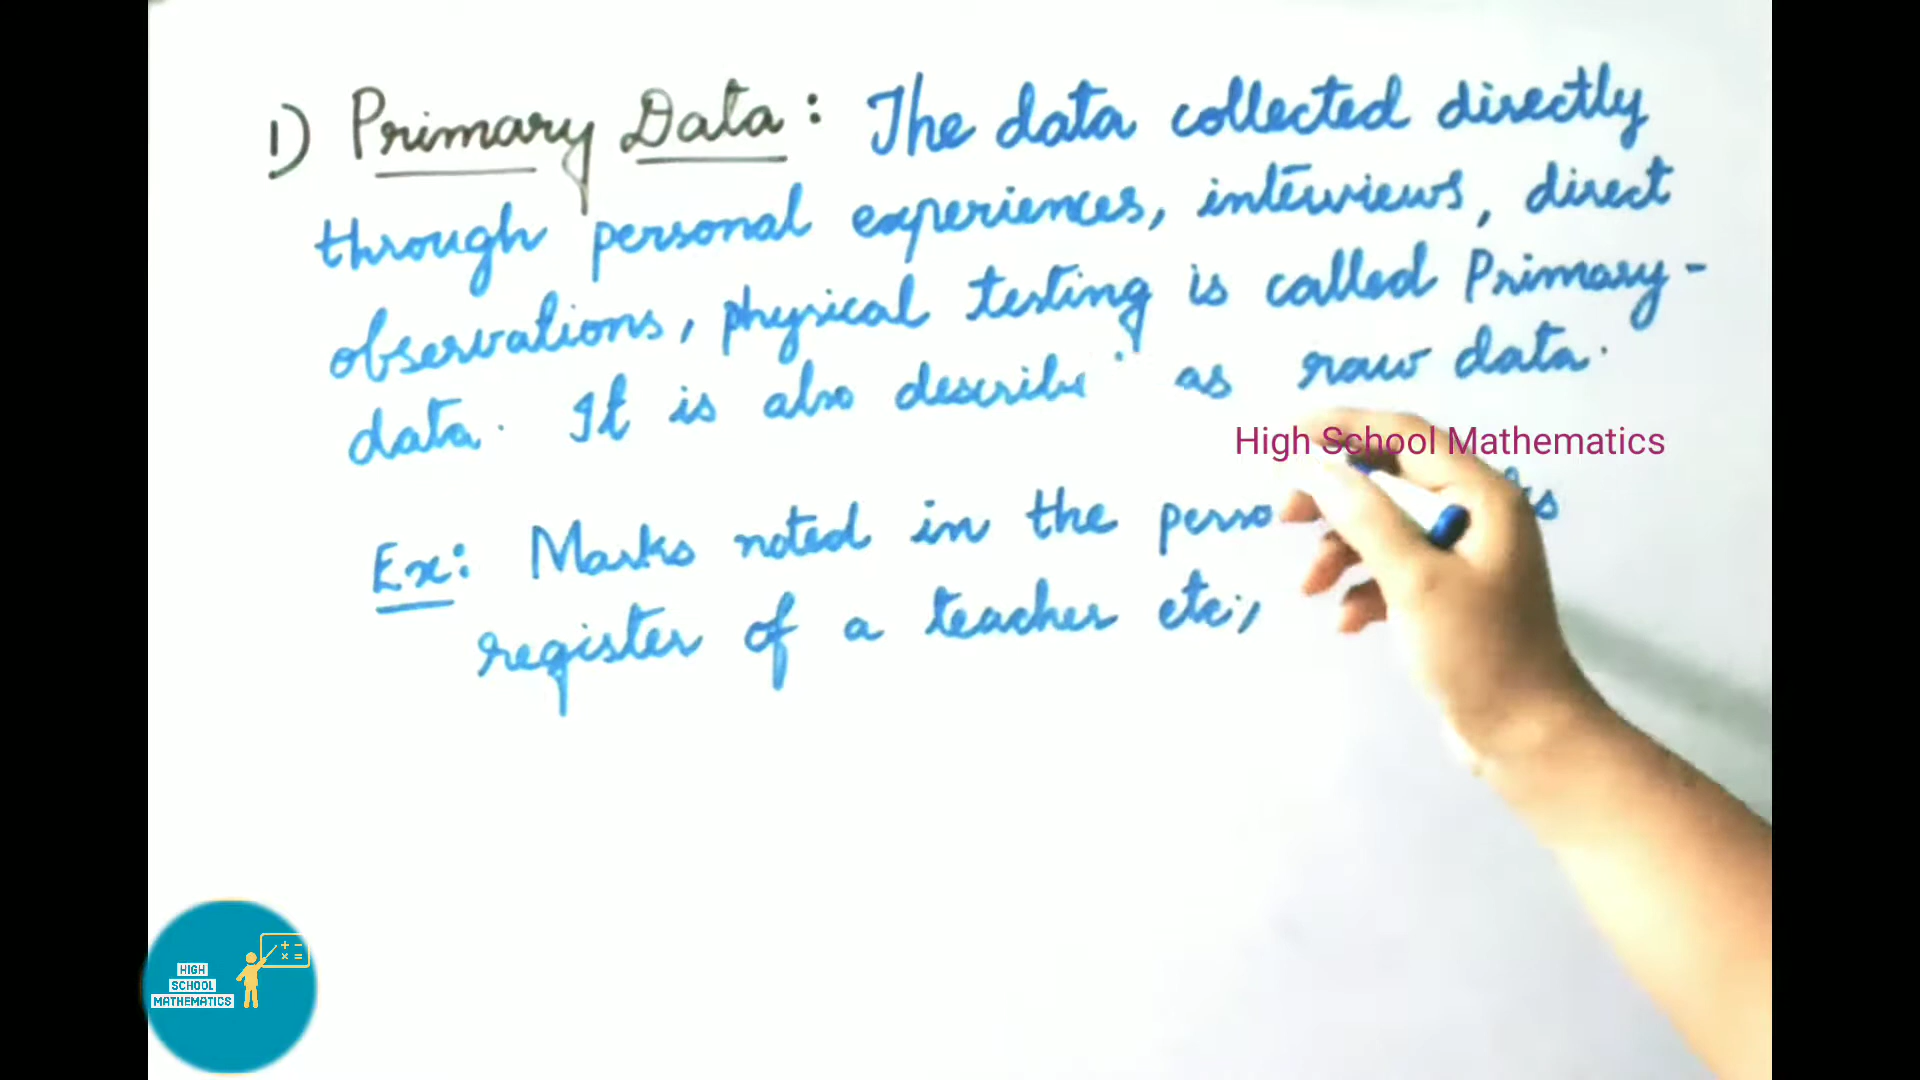 1) Primary Data : The data collected directly
through personal experiences, interviews, direct
observations, physical testing is called Primary-
data. It is also as raw data.
High School Mathematics
Ex: Marks noted in the
register of a teacher etc.,
HIGH
SCHOOL
MATHEMATICS